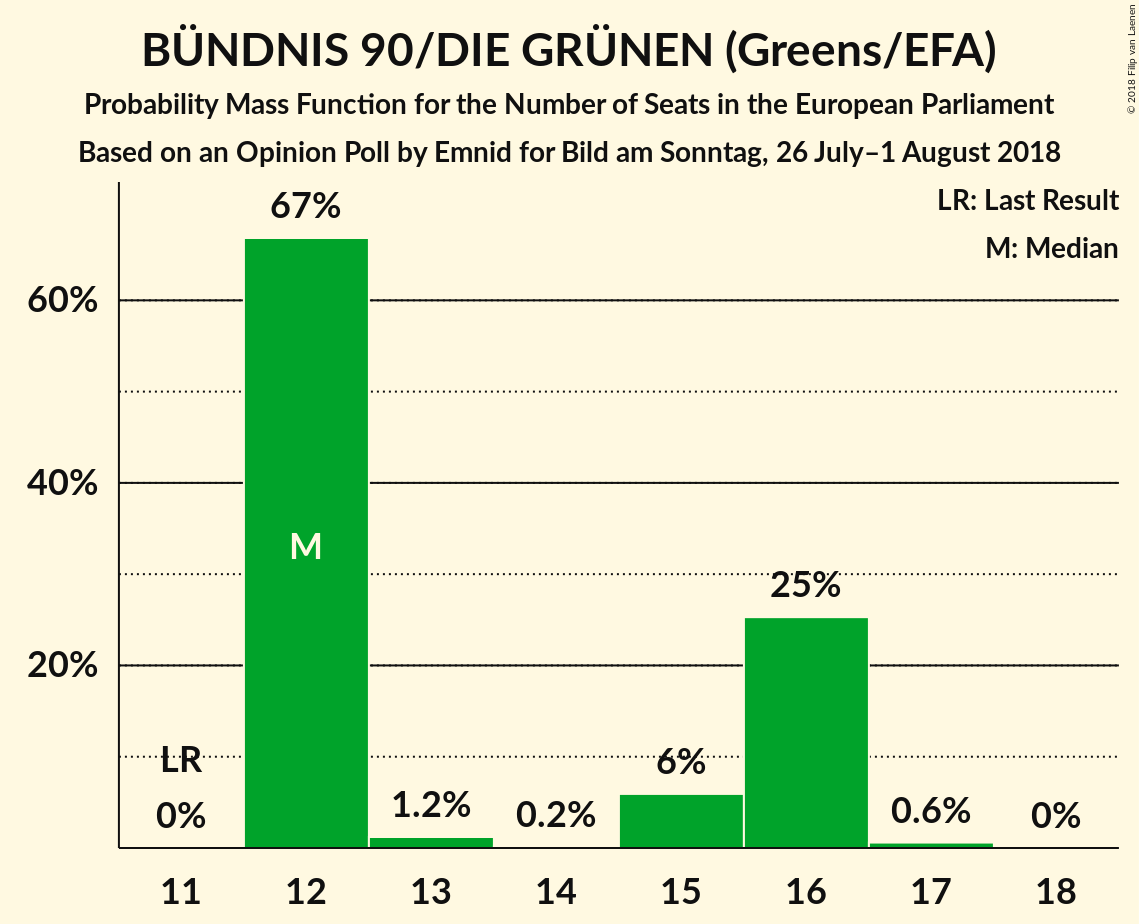 BÜNDNIS 90/DIE GRÜNEN (Greens/EFA)
Probability Mass Function for the Number of Seats in the European Parliament
Based on an Opinion Poll by Emnid for Bild am Sonntag, 26 July–1 August 2018
© 2018 Filip van Laenen
LR: Last Result
M: Median
67%
60%
40%
M
25%
20%
LR
6%
0%
1.2%
0.2%
0.6%
0%
11 12 13 14 15 16 17 18